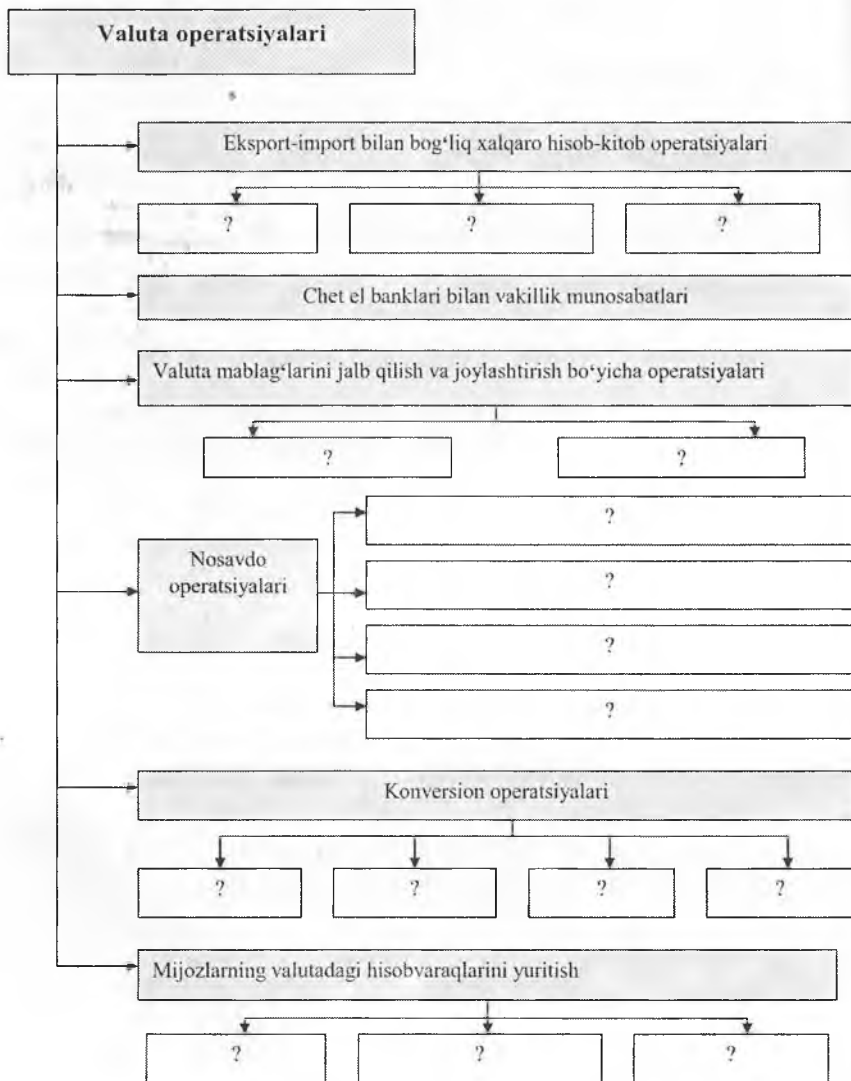 Valuta operatsiyalari
Eksport-import bilan bog‘liq xalqaro hisob-kitob operatsiyalari
? ? ?
Chet el banklari bilan vakillik munosabatlari
Valuta mablag‘larini jalb qilish va joylashtirish bo‘yicha operatsiyalari
? ?
?
Nosavdo
operatsiyalari
?
?
?
Konversion operatsiyalari
? ? ? ?
Mijozlarning valutadagi hisobvaraqlarini yuritish
? ? ?